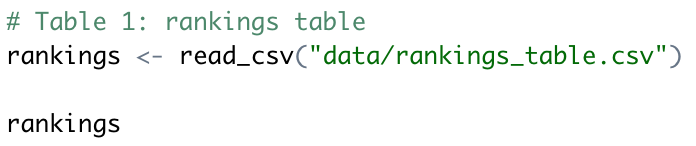 # Table 1: rankings table
rankings <- read_csv("data/rankings_table.csv")
rankings